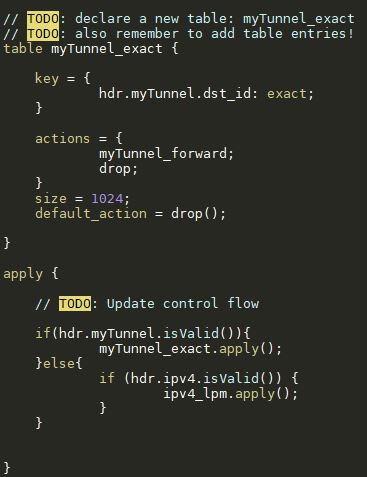 // TODO: declare a new table: myTunnel_exact
// TODO: also remember to add table entries!
table myTunnel_exact {
key = {
hdr.myTunnel.dst_id: exact;
}
actions = {
myTunnel_forward;
drop;
}
size = 1024;
default_action = drop();
}
apply {
// TODO: Update control flow
if(hdr.myTunnel.isValid()){
myTunnel_exact.apply();
}else{
if (hdr.ipv4.isValid()) {
ipv4_lpm.apply();
}
}
}